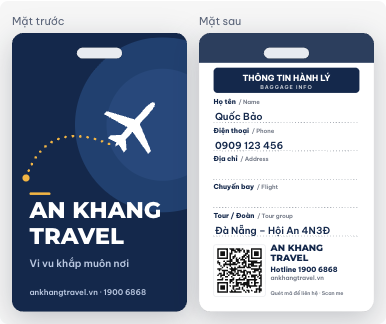 Mặt trước
AN KHANG
TRAVEL
Vi vu khắp muôn nơi
ankhangtravel.vn · 1900 6868
Mặt sau
THÔNG TIN HÀNH LÝ
BAGGAGE INFO
Họ tên / Name
Quốc Bảo
Điện thoại / Phone
0909 123 456
Địa chỉ / Address
Chuyến bay / Flight
Tour / Đoàn / Tour group
Đà Nẵng – Hội An 4N3Đ
AN KHANG
TRAVEL
Hotline 1900 6868
ankhangtravel.vn
Quét mã để liên hệ · Scan me